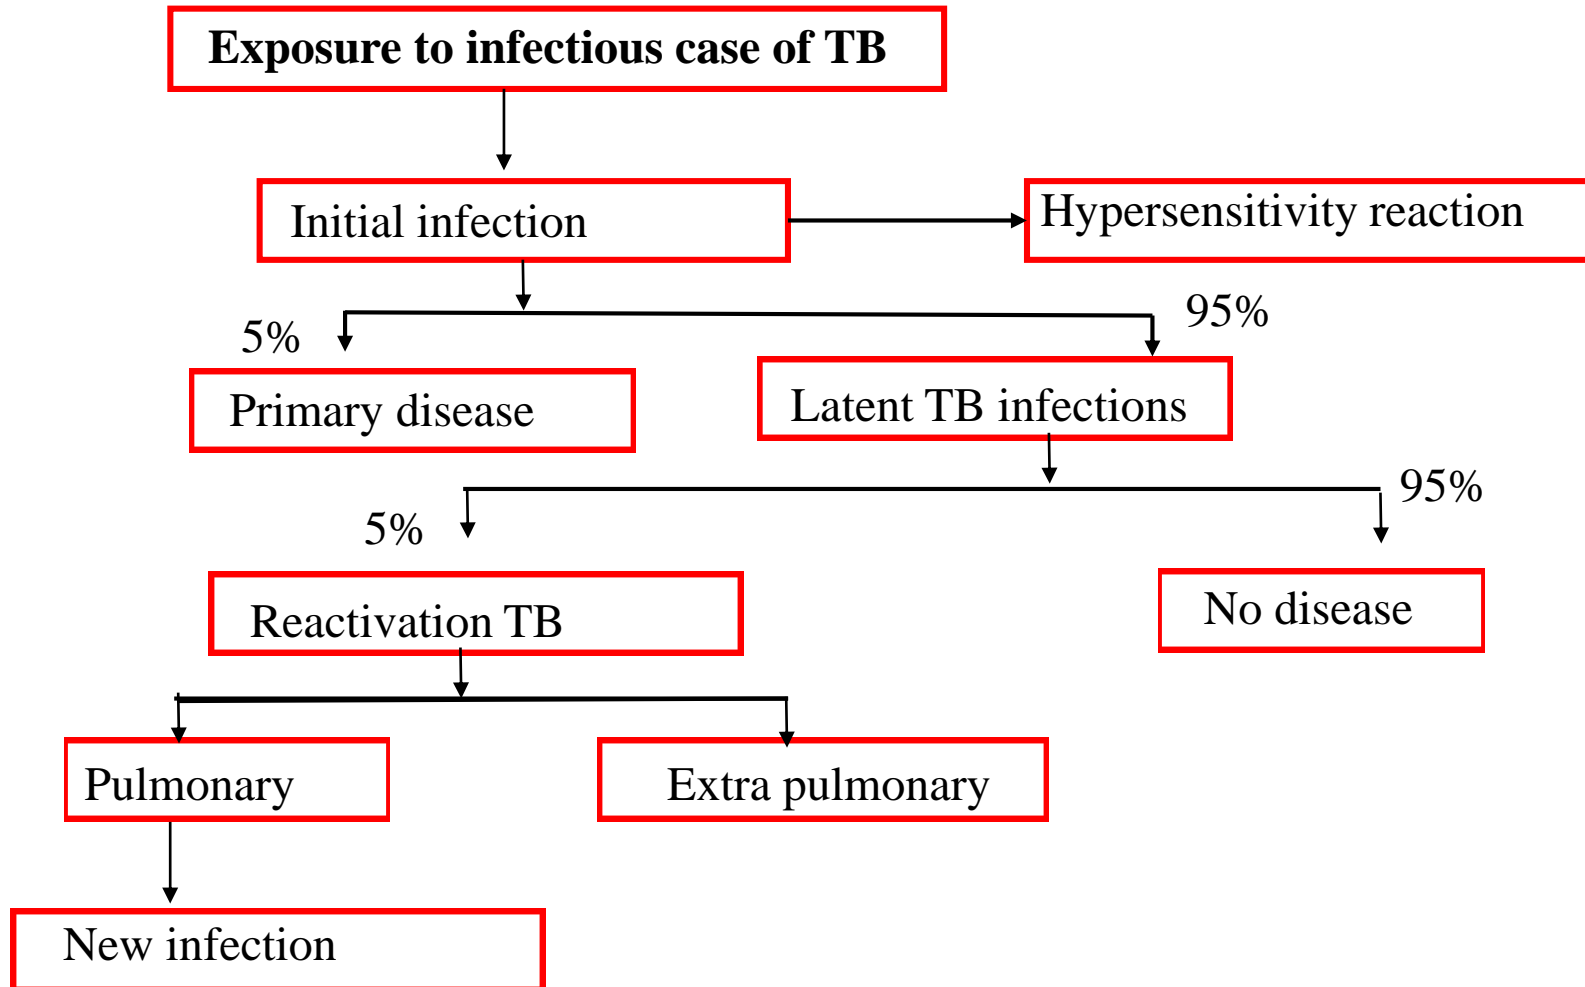 Exposure to infectious case of TB
Initial infection
Hypersensitivity reaction
5%
95%
Primary disease
Latent TB infections
5%
95%
Reactivation TB
No disease
Pulmonary
Extra pulmonary
New infection